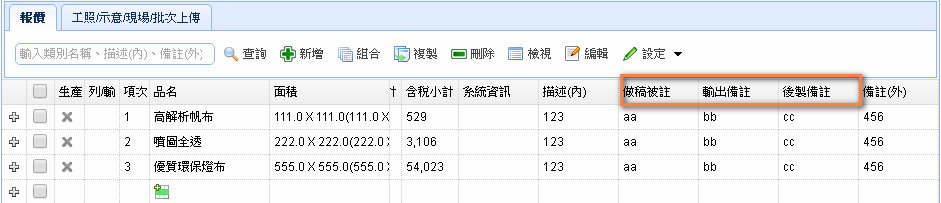 報價 工照/示意/現場/批次上傳
輸入類別名稱、描述(內)、備註(外) 查詢 新增 組合 複製 刪除 檢視 編輯 設定
生產 列/輸 項次 品名 面積 含稅小計 系統資訊 描述(內) 做稿被註 輸出備註 後製備註 備註(外)
1 高解析帆布 111.0 X 111.0(111.0 X 529 123 aa bb cc 456
2 噴圖全透 222.0 X 222.0(222.0 X 3,106 123 aa bb cc 456
3 優質環保燈布 555.0 X 555.0(555.0 X 54,023 123 aa bb cc 456